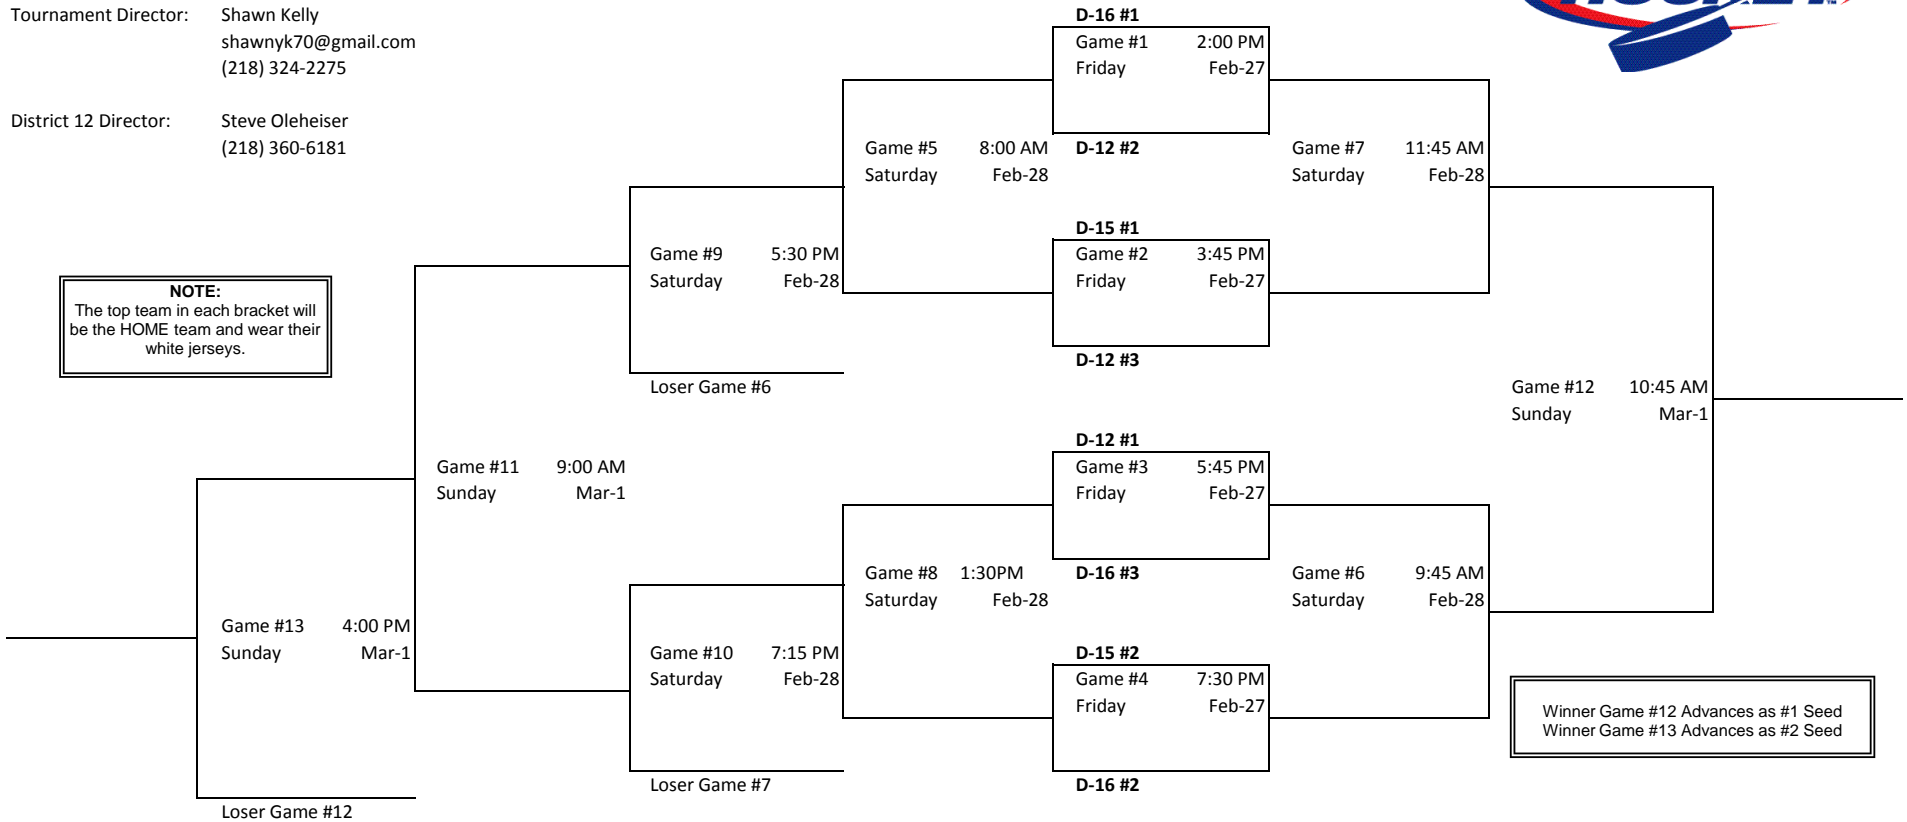 Tournament Director: Shawn Kelly
shawnyk70@gmail.com
(218) 324-2275
District 12 Director: Steve Oleheiser
(218) 360-6181
NOTE:
The top team in each bracket will
be the HOME team and wear their
white jerseys.
Game #13 4:00 PM
Sunday Mar-1
Loser Game #12
Game #11 9:00 AM
Sunday Mar-1
Game #9 5:30 PM
Saturday Feb-28
Loser Game #6
Game #10 7:15 PM
Saturday Feb-28
Loser Game #7
Game #5 8:00 AM
Saturday Feb-28
Game #8 1:30PM
Saturday Feb-28
D-16 #1
Game #1 2:00 PM
Friday Feb-27
D-12 #2
D-15 #1
Game #2 3:45 PM
Friday Feb-27
D-12 #3
D-12 #1
Game #3 5:45 PM
Friday Feb-27
D-16 #3
D-15 #2
Game #4 7:30 PM
Friday Feb-27
D-16 #2
Game #7 11:45 AM
Saturday Feb-28
Game #6 9:45 AM
Saturday Feb-28
Game #12 10:45 AM
Sunday Mar-1
Winner Game #12 Advances as #1 Seed
Winner Game #13 Advances as #2 Seed